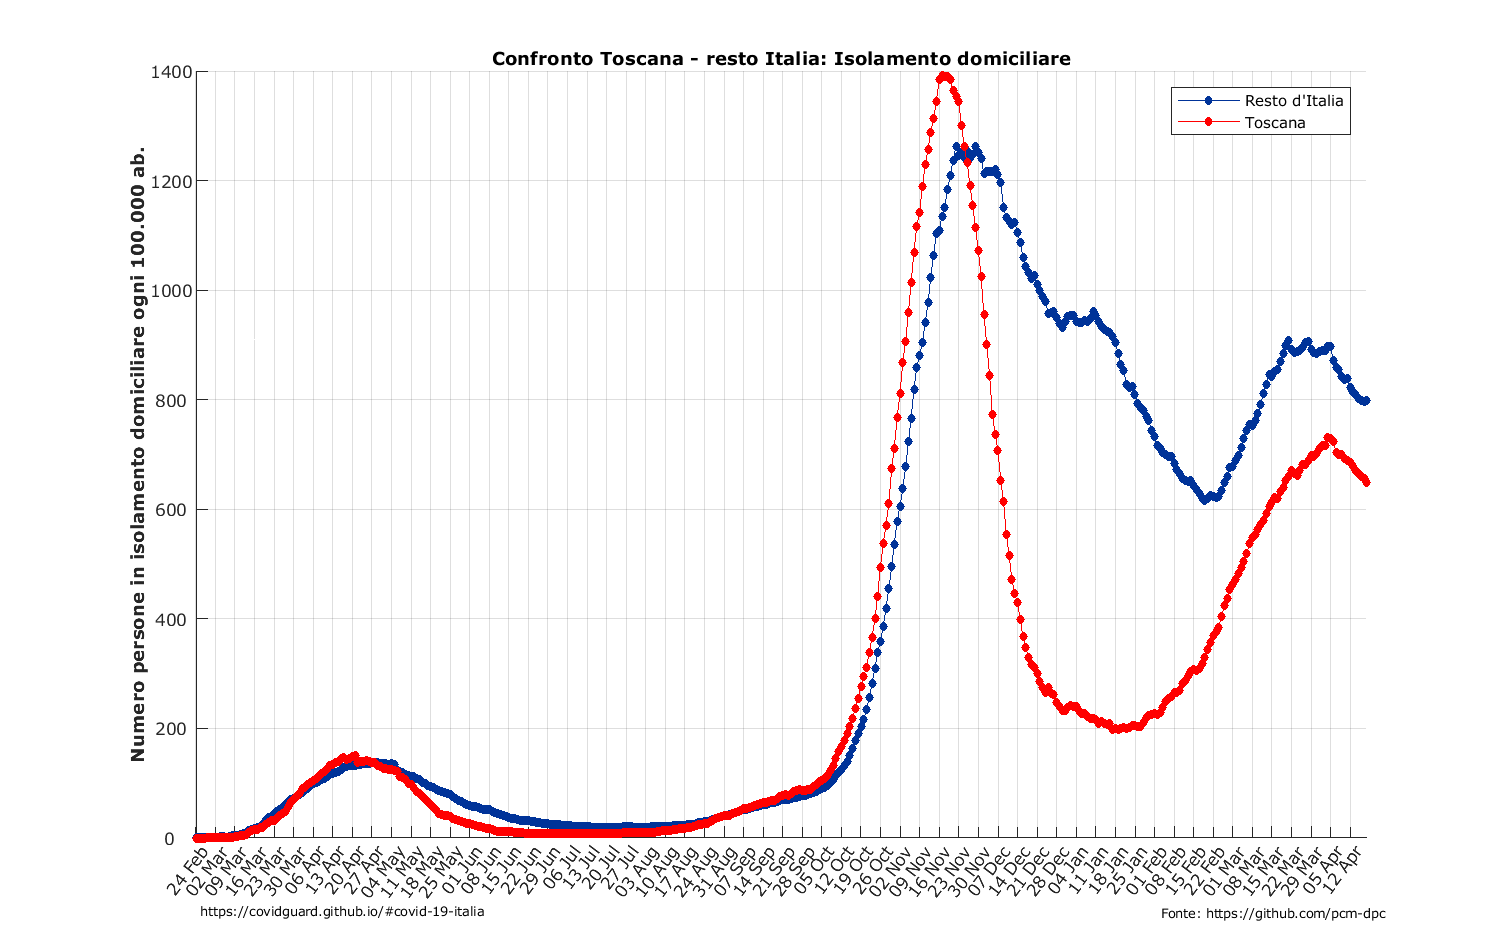 Confronto Toscana - resto Italia: Isolamento domiciliare
Numero persone in isolamento domiciliare ogni 100.000 ab.
1400
1200
1000
800
600
400
200
0
Resto d'Italia
Toscana
24 Feb
02 Mar
09 Mar
16 Mar
23 Mar
30 Mar
06 Apr
13 Apr
20 Apr
27 Apr
04 May
11 May
18 May
25 May
01 Jun
08 Jun
15 Jun
22 Jun
29 Jun
06 Jul
13 Jul
20 Jul
27 Jul
03 Aug
10 Aug
17 Aug
24 Aug
31 Aug
07 Sep
14 Sep
21 Sep
28 Sep
05 Oct
12 Oct
19 Oct
26 Oct
02 Nov
09 Nov
16 Nov
23 Nov
30 Nov
07 Dec
14 Dec
21 Dec
28 Dec
04 Jan
11 Jan
18 Jan
25 Jan
01 Feb
08 Feb
15 Feb
22 Feb
01 Mar
08 Mar
15 Mar
22 Mar
29 Mar
05 Apr
12 Apr
https://covidguard.github.io/#covid-19-italia
Fonte: https://github.com/pcm-dpc